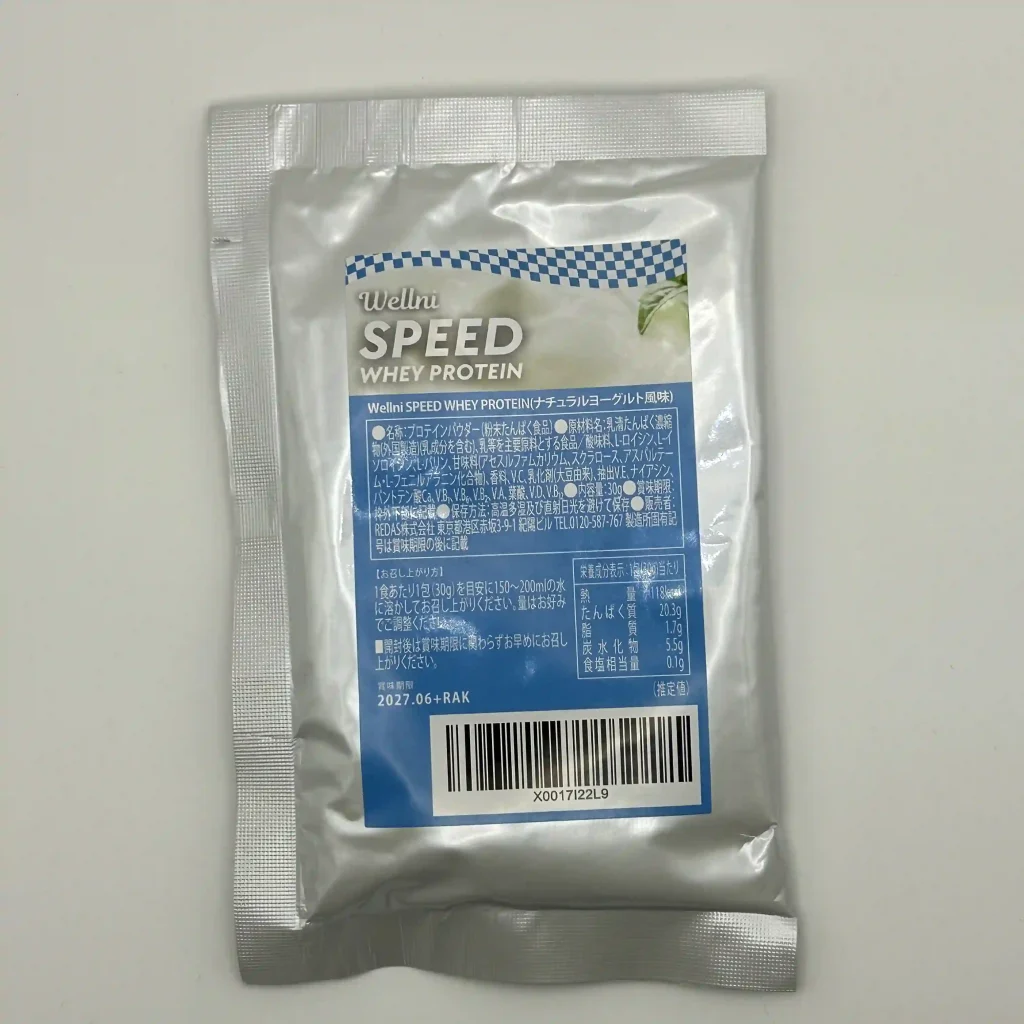 Wellni
SPEED
WHEY PROTEIN
Wellni SPEED WHEY PROTEIN(ナチュラルヨーグルト風味)
●名称:プロテインパウダー(粉末たんぱく食品)●原材料名:乳清たんぱく濃縮
物(外国製造)(乳成分を含む)、乳等を主要原料とする食品／酸味料、L-ロイシン、L-イ
ソロイシン、L-バリン、甘味料(アセスルファムカリウム、スクラロース、アスパルテー
ム・L-フェニルアラニン化合物)、香料、V.C、乳化剤(大豆由来)、抽出V.E、ナイアシン、
パントテン酸Ca、V.B₆、V.B₂、V.A、葉酸、V.D、●内容量:30g●賞味期限:
枠外下部に記載●保存方法:高温多湿及び直射日光を避けて保存●販売者:
REDAS株式会社 東京都港区赤坂3-9-1 紀陽ビル TEL.0120-587-767 製造所固有記
号は賞味期限の後に記載
【お召し上がり方】
1食あたり1包(30g)を目安に150〜200mlの水
に溶かしてお召し上がりください。量はお好み
でご調整ください。
■開封後は賞味期限に関わらずお早めにお召し
上がりください。
賞味期限
2027.06+RAK
栄養成分表示:1包(30g)当たり
熱量 118kcal
たんぱく質 20.3g
脂質 1.7g
炭水化物 5.5g
食塩相当量 0.1g
(推定値)
X0017I22L9